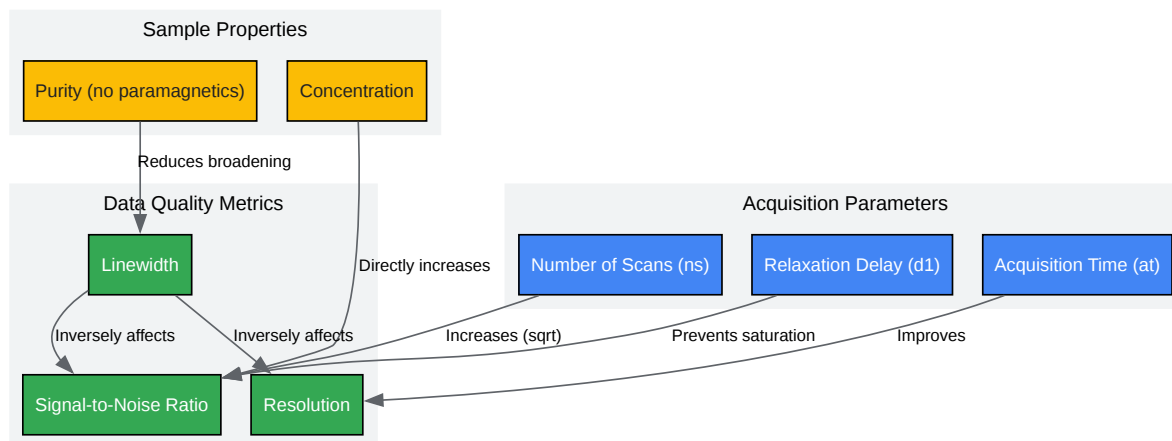 Sample Properties
Purity (no paramagnetics)
Concentration
Reduces broadening
Data Quality Metrics
Acquisition Parameters
Linewidth
Directly increases
Number of Scans (ns)
Relaxation Delay (d1)
Acquisition Time (at)
Inversely affects
Inversely affects
Increases (sqrt)
Prevents saturation
Improves
Signal-to-Noise Ratio
Resolution